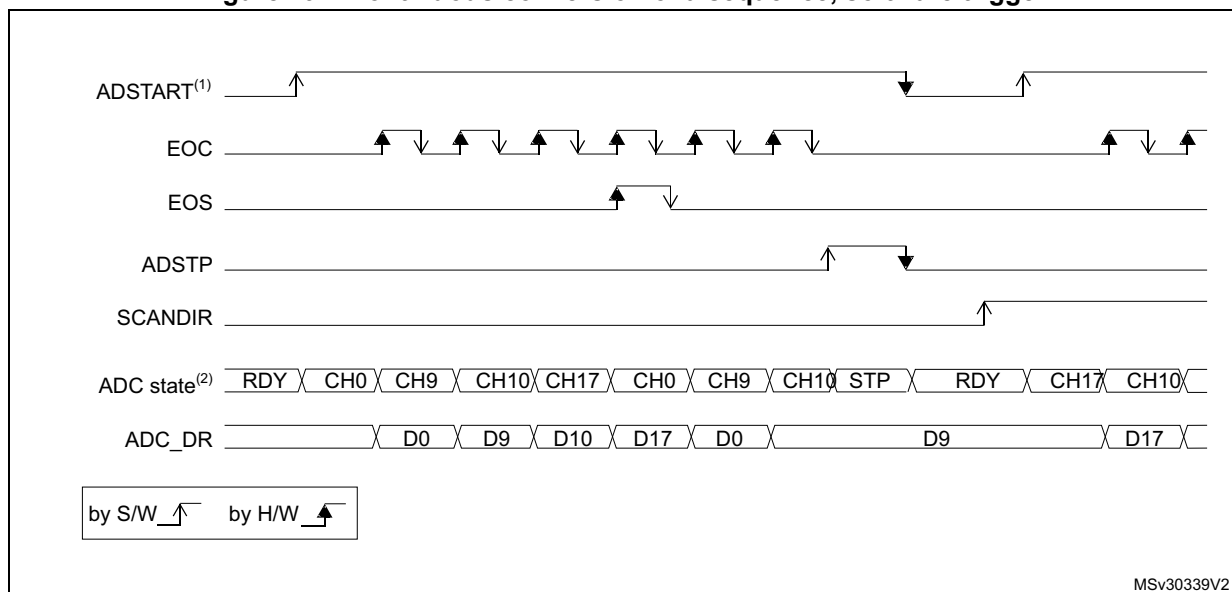 ADSTART(1)
EOC
EOS
ADSTP
SCANDIR
ADC state(2) RDY CH0 CH9 CH10 CH17 CH0 CH9 CH10 STP RDY CH17 CH10
ADC_DR D0 D9 D10 D17 D0 D9 D17
by S/W by H/W
MSv30339V2